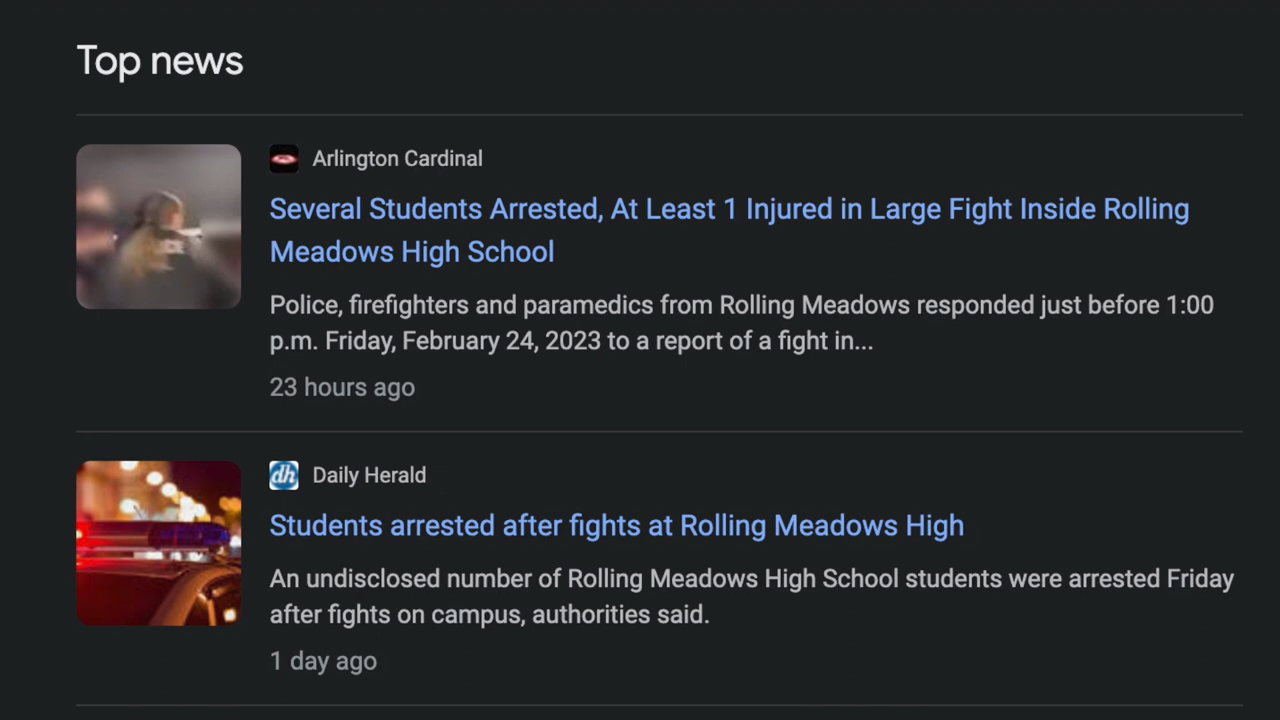 Top news
Arlington Cardinal
Several Students Arrested, At Least 1 Injured in Large Fight Inside Rolling
Meadows High School
Police, firefighters and paramedics from Rolling Meadows responded just before 1:00
p.m. Friday, February 24, 2023 to a report of a fight in...
23 hours ago
dh
Daily Herald
Students arrested after fights at Rolling Meadows High
An undisclosed number of Rolling Meadows High School students were arrested Friday
after fights on campus, authorities said.
1 day ago